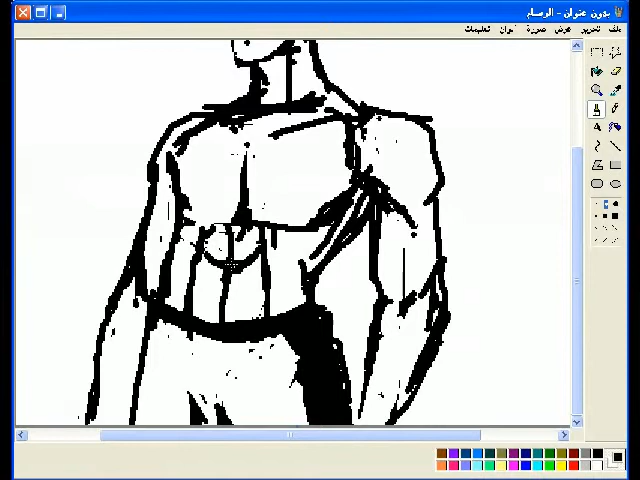 بدون عنوان - الرسام
ملف تحرير عرض صورة ألوان تعليمات